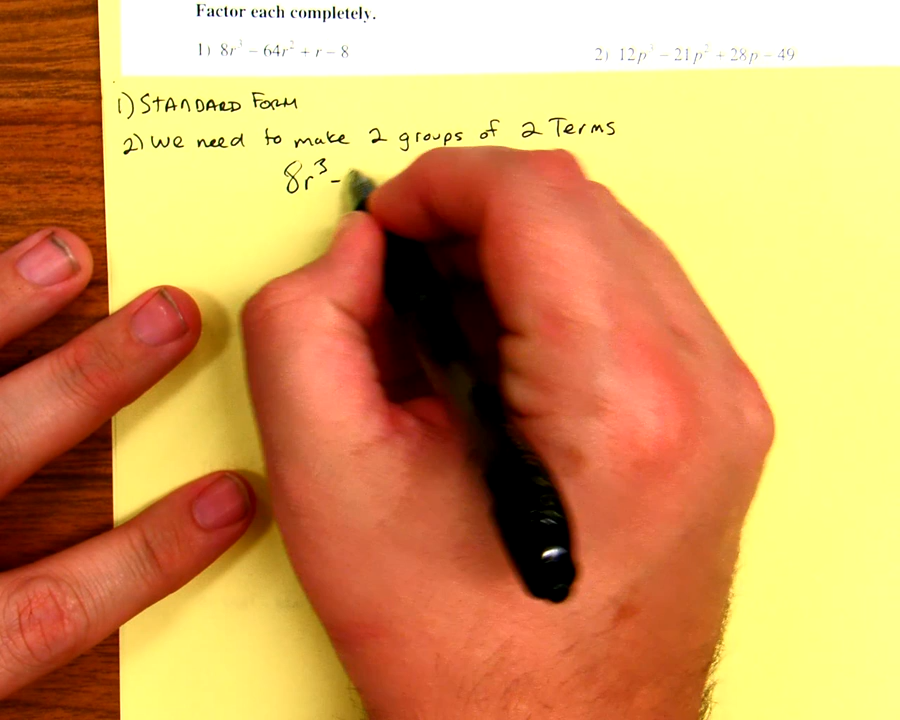 Factor each completely.
1) 8r³ − 64r² + r − 8
2) 12p³ − 21p² + 28p − 49
1) STANDARD FORM
2) we need to make 2 groups of 2 Terms
8r³ -